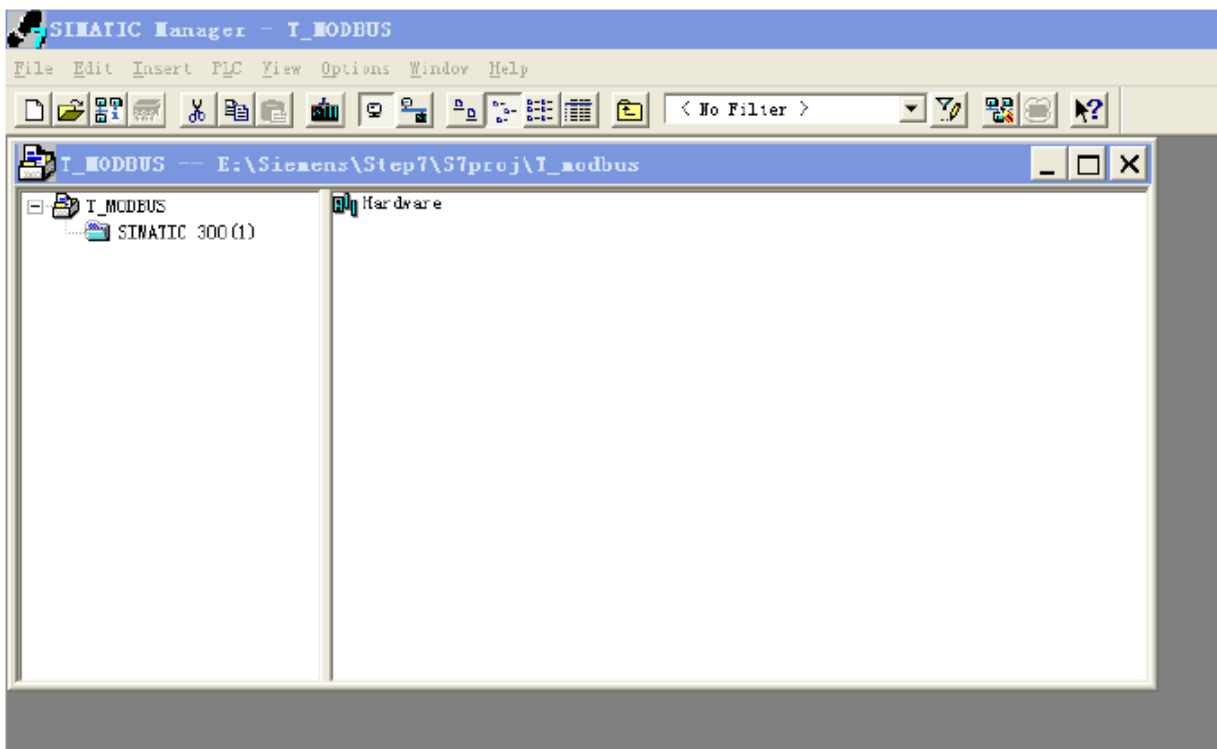 SIMATIC Manager - T_MODBUS
File Edit Insert PLC View Options Window Help
< No Filter >
T_MODBUS -- E:\Siemens\Step7\S7proj\T_modbus
T_MODBUS
Hardware
SIMATIC 300(1)